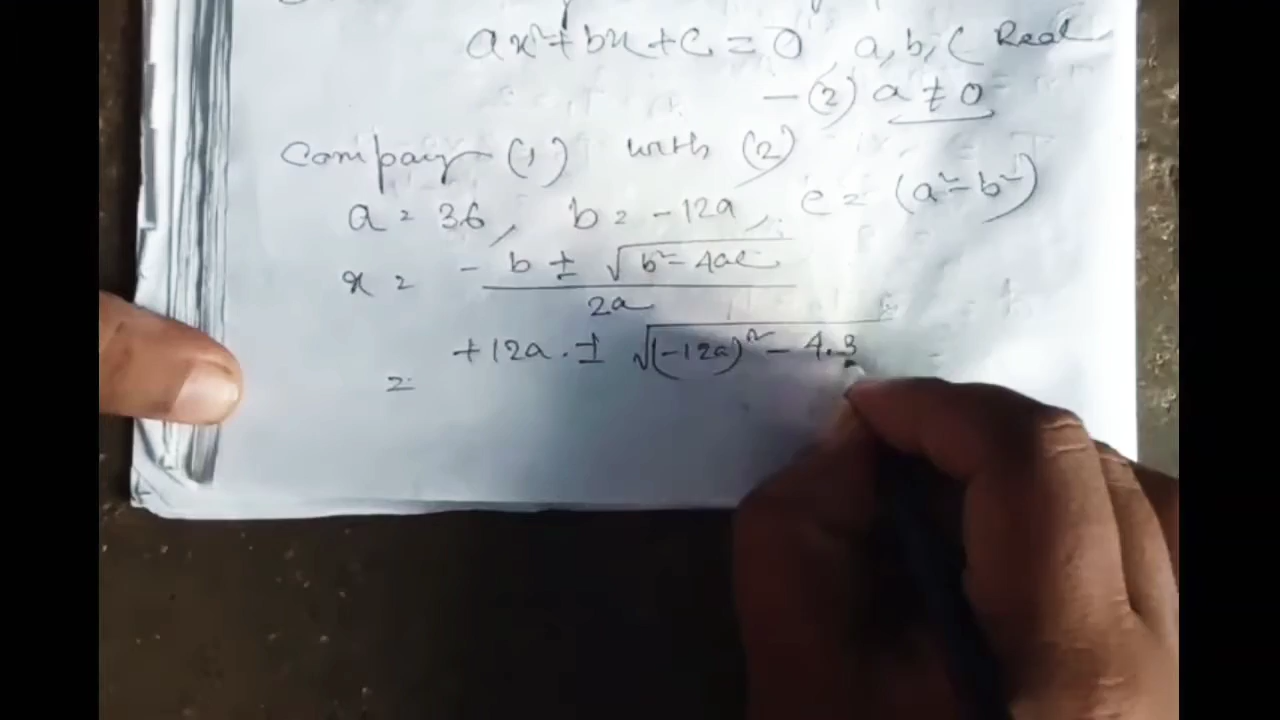 ax² + bx + c = 0, a, b, c Real
— (2) a ≠ 0
Compary (1) with (2)
a = 36, b = -12a, c = (a² - b²)
x = - b ± √b² - 4ac
2a
= +12a . ± √(-12a)² - 4.3